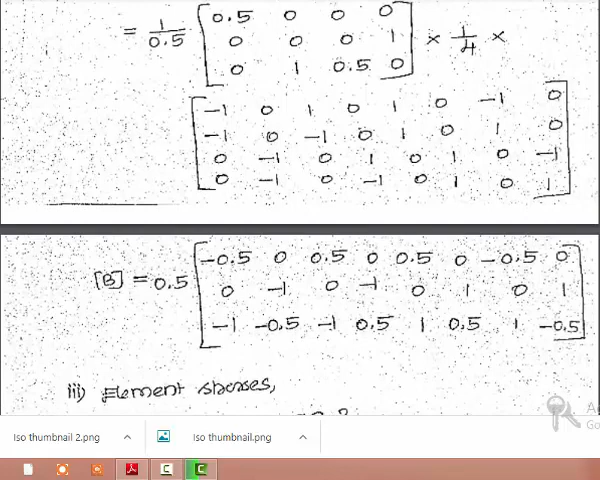 = 1/0.5 [ 0.5 0 0 0
0 0 0 1 × 1/4 ×
0 1 0.5 0 ]
[ -1 0 1 0 1 0 -1 0
-1 0 -1 0 1 0 1 0
0 -1 0 1 0 1 0 -1
0 -1 0 -1 0 1 0 1 ]
[ -0.5 0 0.5 0 0.5 0 -0.5 0
[B] = 0.5 0 -1 0 -1 0 1 0 1
-1 -0.5 -1 0.5 1 0.5 1 -0.5 ]
iii) Element stresses,
Iso thumbnail 2.png Iso thumbnail.png